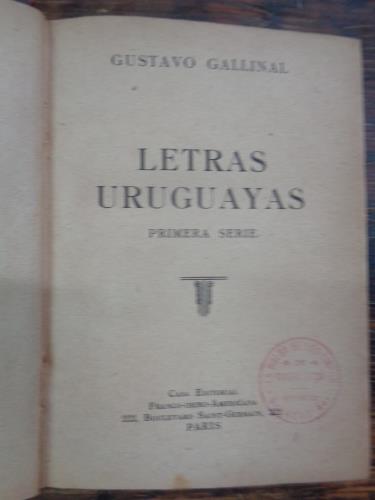 GUSTAVO GALLINAL
LETRAS
URUGUAYAS
PRIMERA SERIE
CASA EDITORIAL
FRANCO-IBERO-AMERICANA
222, BOULEVARD SAINT-GERMAIN, 222
PARIS